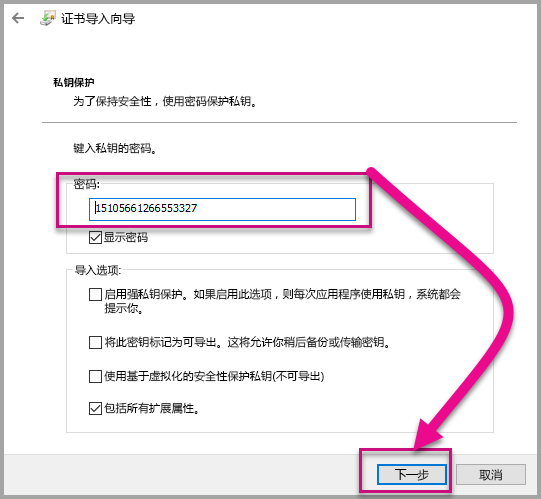 证书导入向导
私钥保护
为了保持安全性，使用密码保护私钥。
键入私钥的密码。
密码:
15105661266553327
显示密码
导入选项:
启用强私钥保护。如果启用此选项，则每次应用程序使用私钥，系统都会
提示你。
将此密钥标记为可导出。这将允许你稍后备份或传输密钥。
使用基于虚拟化的安全性保护私钥(不可导出)
包括所有扩展属性。
下一步
取消